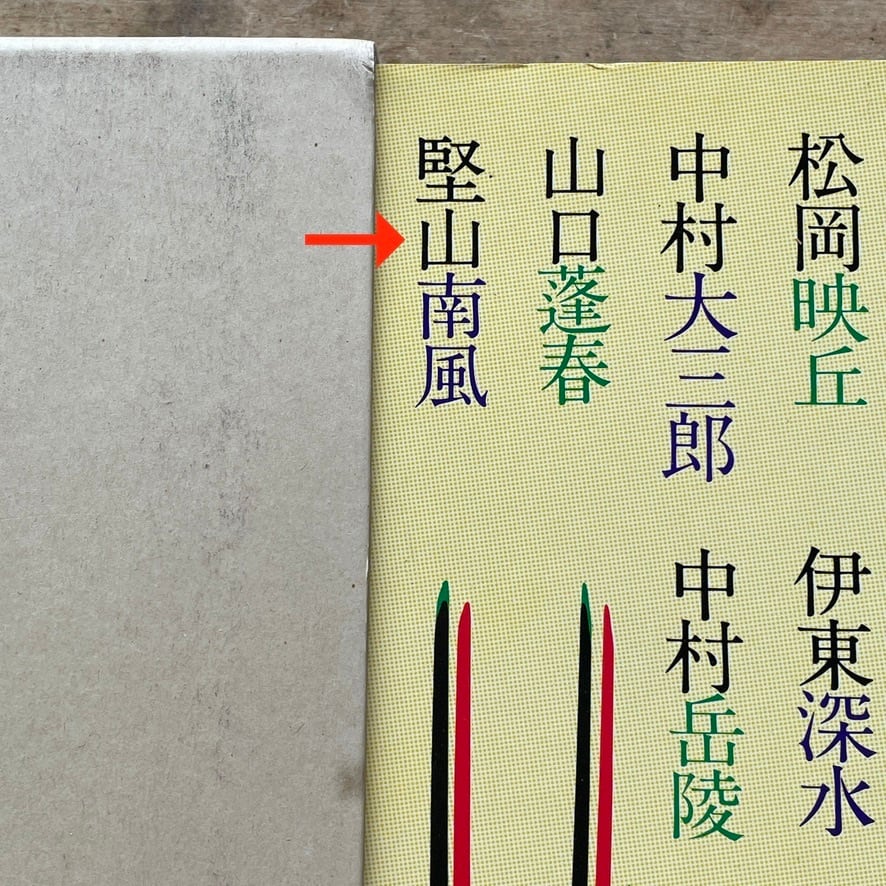 松岡映丘
伊東深水
中村大三郎
中村岳陵
山口蓬春
堅山南風